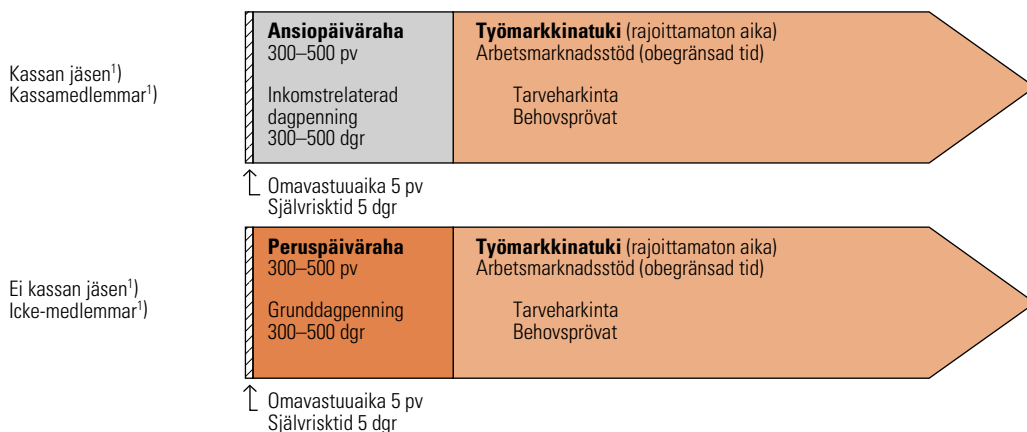 Kassan jäsen¹)
Kassamedlemmar¹)
Ansiopäiväraha
300–500 pv
Inkomstrelaterad
dagpenning
300–500 dgr
Työmarkkinatuki (rajoittamaton aika)
Arbetsmarknadsstöd (obegränsad tid)
Tarveharkinta
Behovsprövat
Omavastuuaika 5 pv
Självrisktid 5 dgr
Ei kassan jäsen¹)
Icke-medlemmar¹)
Peruspäiväraha
300–500 pv
Grunddagpenning
300–500 dgr
Työmarkkinatuki (rajoittamaton aika)
Arbetsmarknadsstöd (obegränsad tid)
Tarveharkinta
Behovsprövat
Omavastuuaika 5 pv
Självrisktid 5 dgr